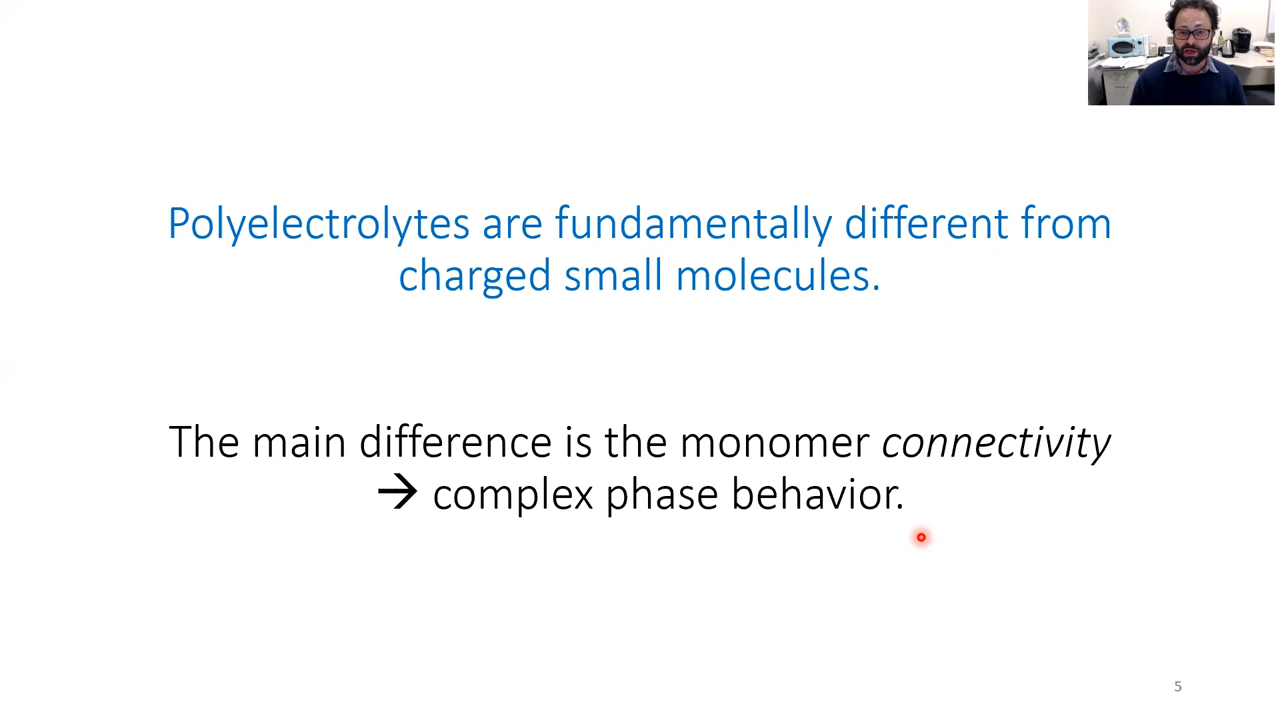 Polyelectrolytes are fundamentally different from
charged small molecules.
The main difference is the monomer connectivity
→ complex phase behavior.
5